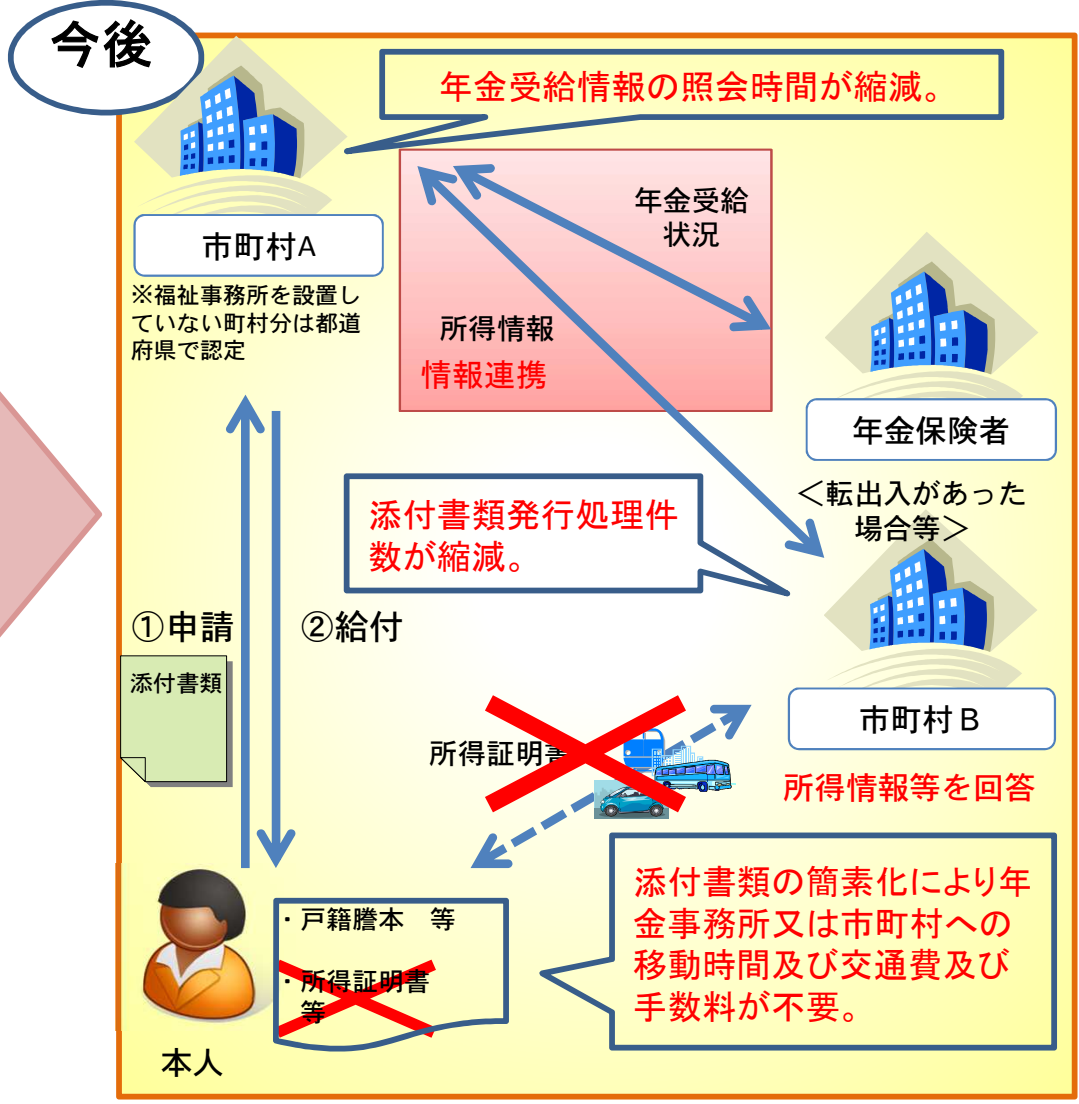 今後
年金受給情報の照会時間が縮減。
市町村A
※福祉事務所を設置し
ていない町村分は都道
府県で認定
年金受給
状況
所得情報
情報連携
年金保険者
<転出入があった
場合等>
添付書類発行処理件
数が縮減。
①申請
②給付
添付書類
所得証明書
市町村B
所得情報等を回答
・戸籍謄本 等
・所得証明書
等
添付書類の簡素化により年
金事務所又は市町村への
移動時間及び交通費及び
手数料が不要。
本人